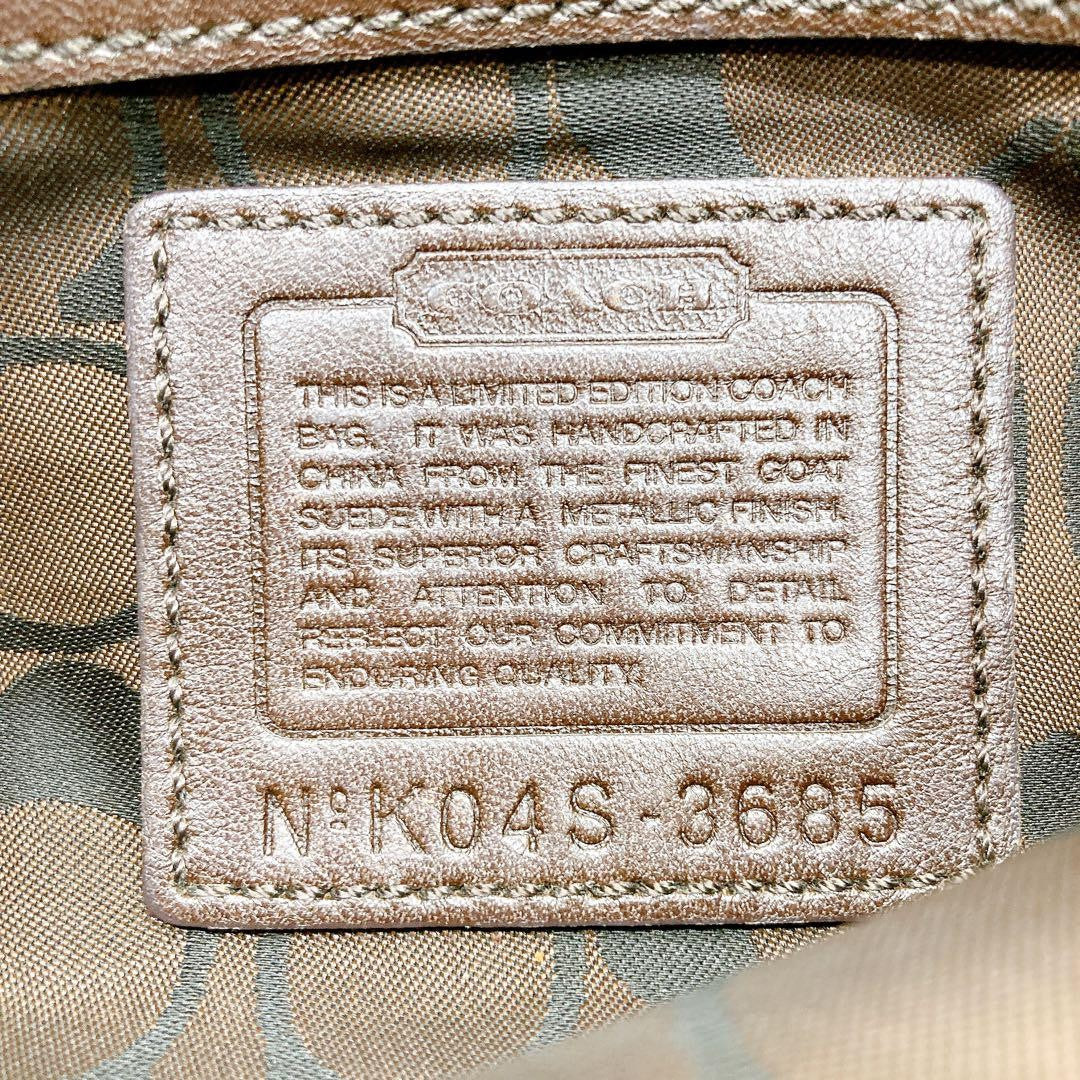 COACH
THIS IS A LIMITED EDITION COACH
BAG. IT WAS HANDCRAFTED IN
CHINA FROM THE FINEST GOAT
SUEDE WITH A METALLIC FINISH.
ITS SUPERIOR CRAFTSMANSHIP
AND ATTENTION TO DETAIL
REFLECT OUR COMMITMENT TO
ENDURING QUALITY.
Nº K04S-3685